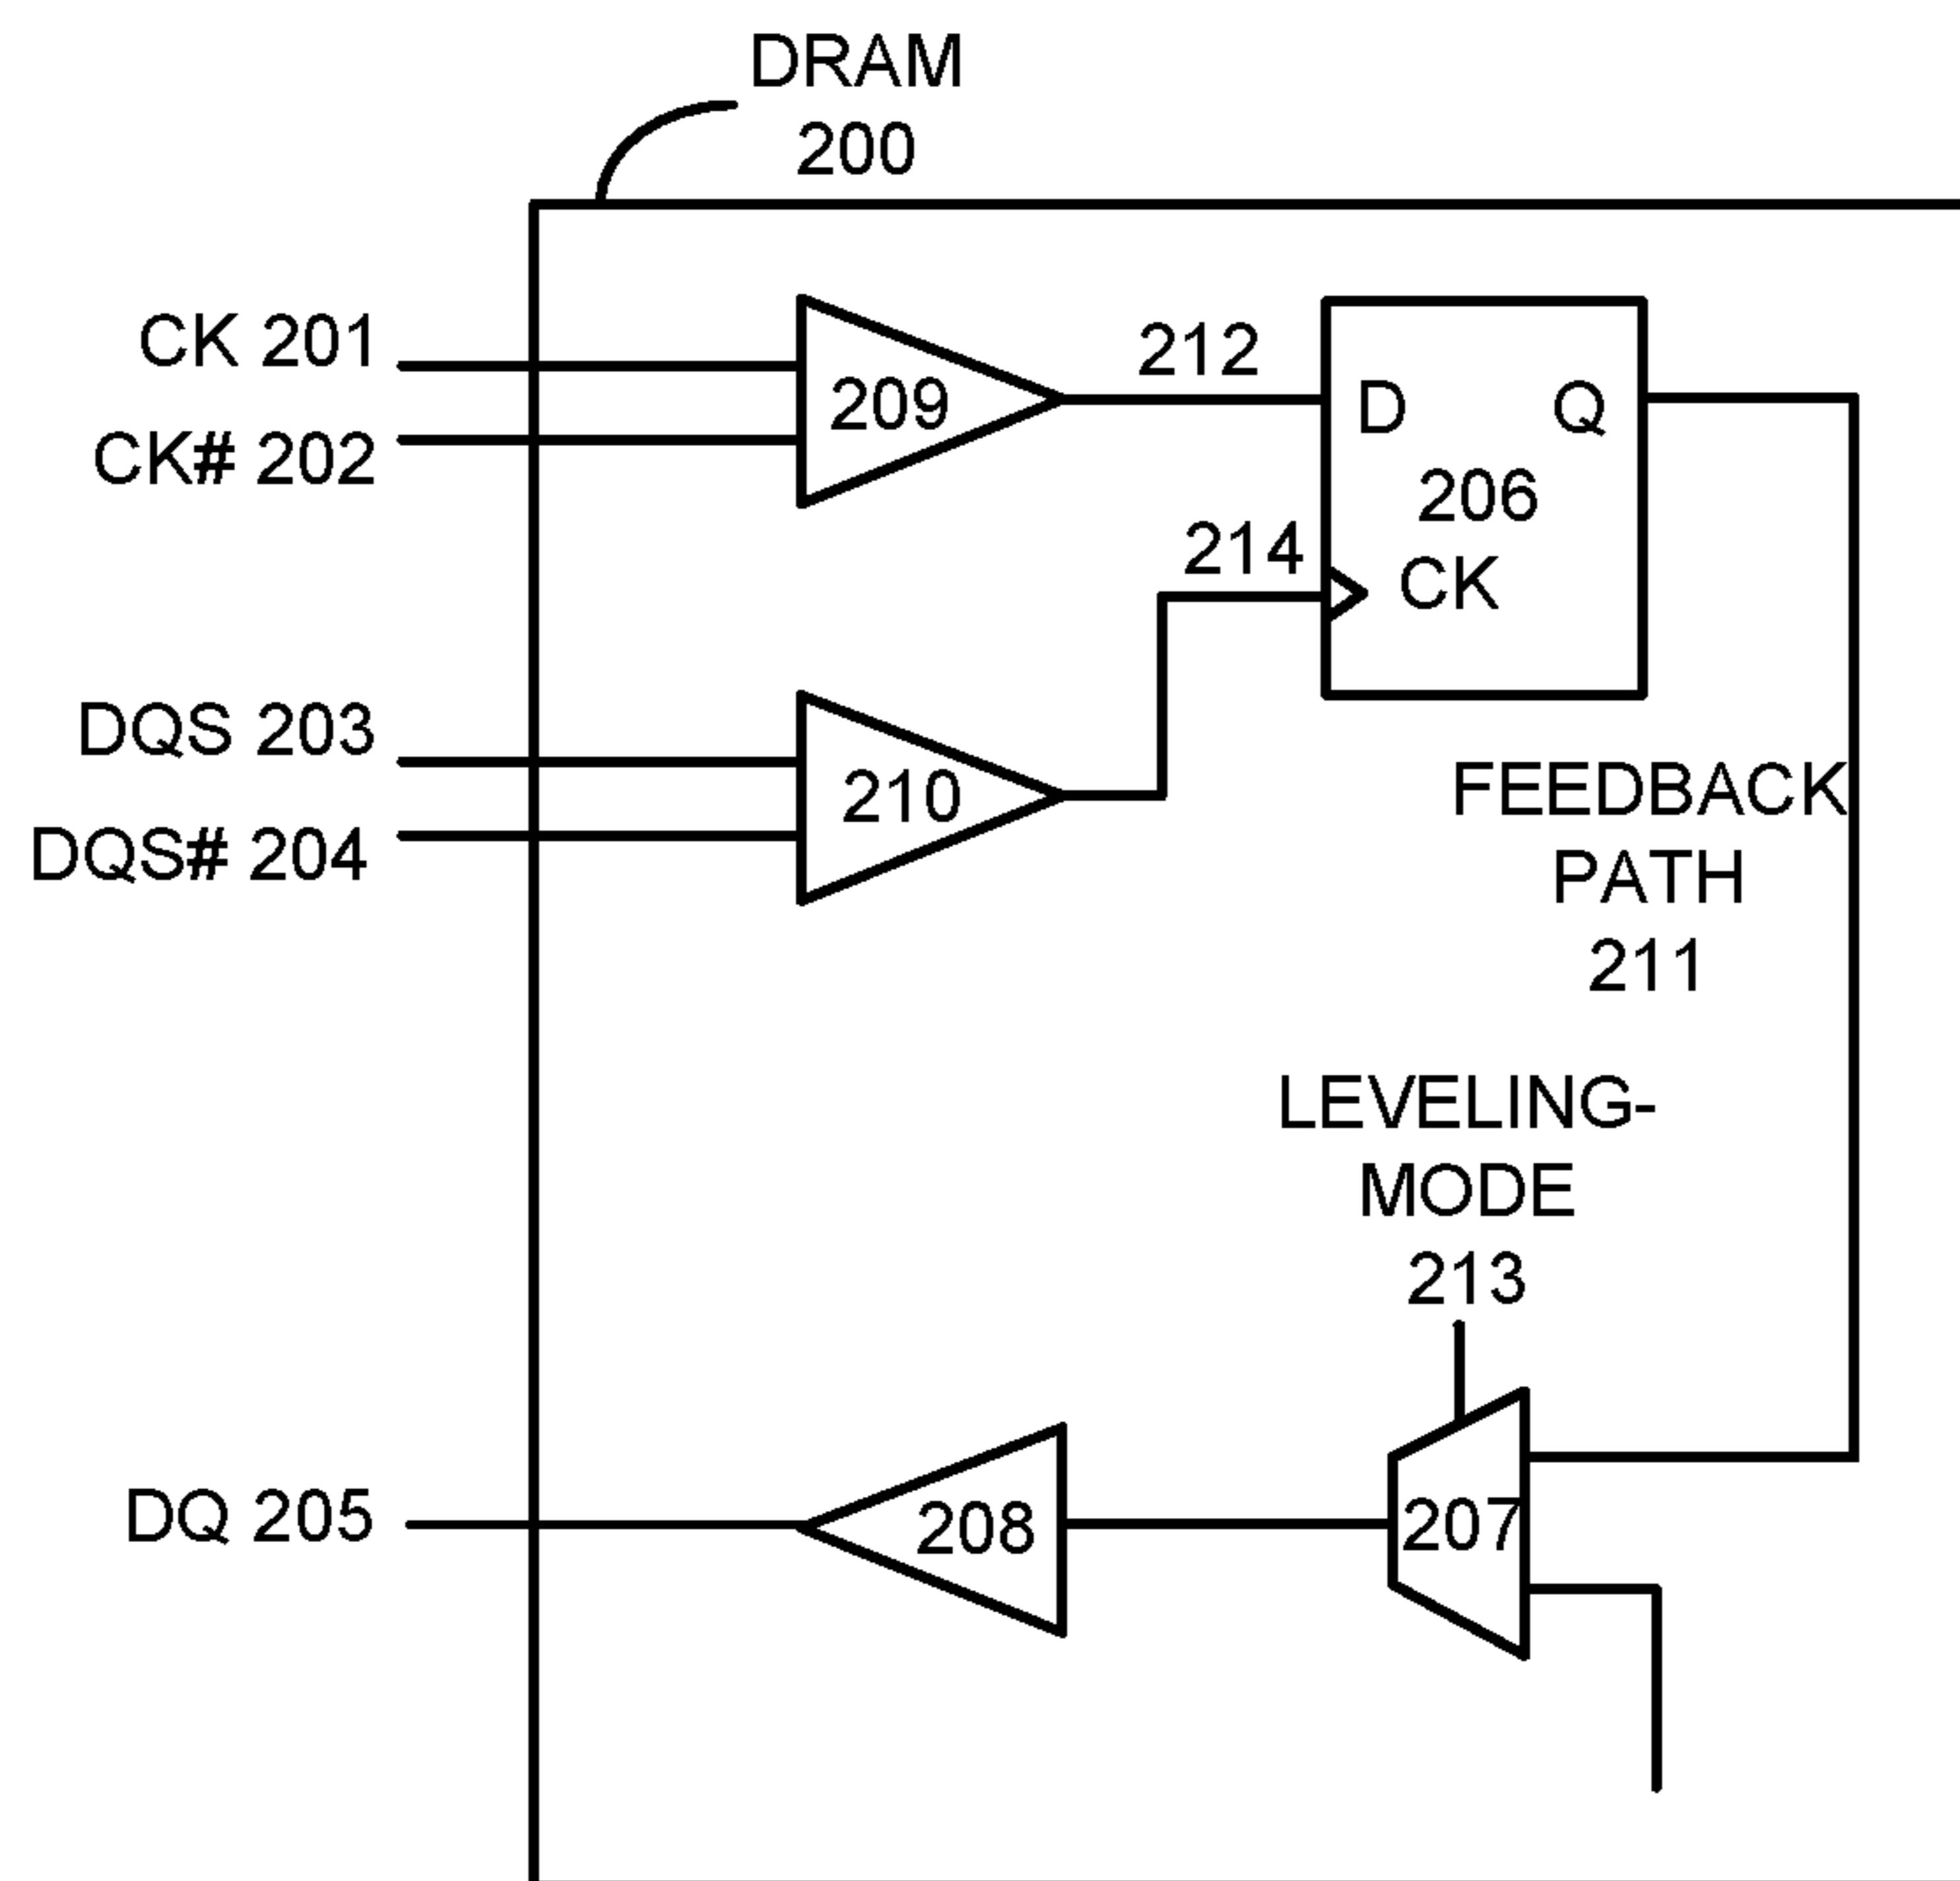 DRAM
200
CK 201
CK# 202
209
212
D
Q
206
CK
214
DQS 203
DQS# 204
210
FEEDBACK
PATH
211
LEVELING-
MODE
213
DQ 205
208
207